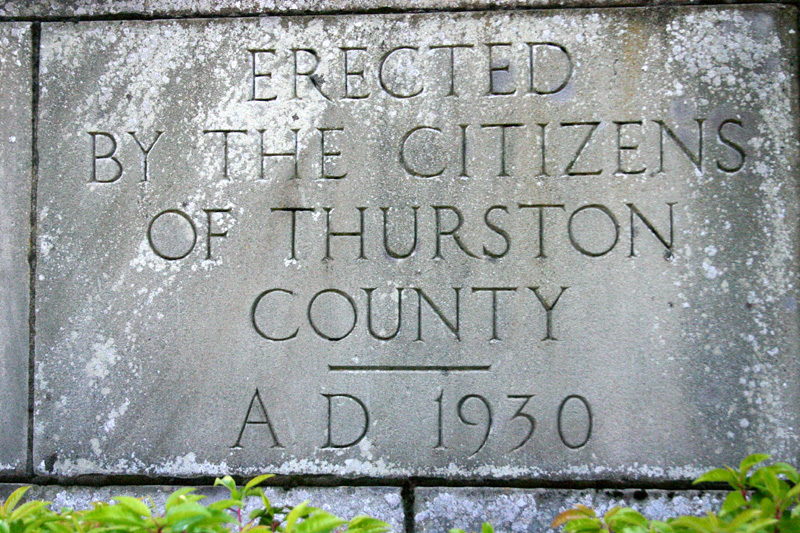 ERECTED
BY THE CITIZENS
OF THURSTON
COUNTY
A D 1930